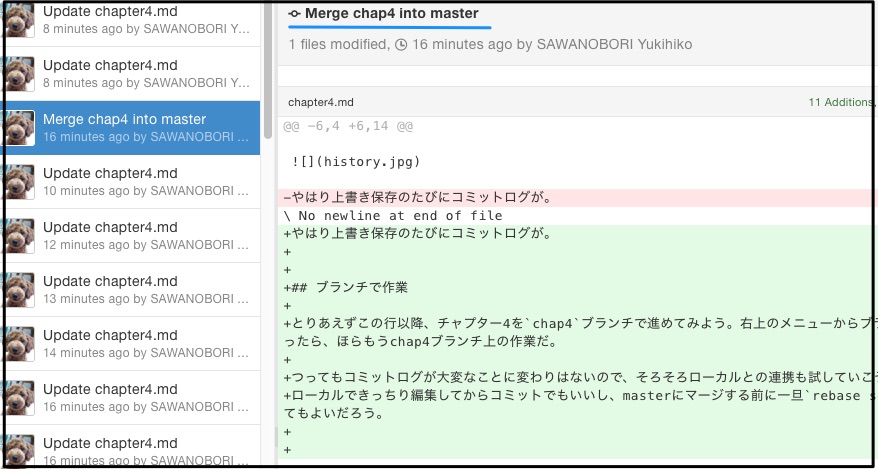 Update chapter4.md
8 minutes ago by SAWANOBORI Y…
Update chapter4.md
8 minutes ago by SAWANOBORI Y…
Merge chap4 into master
16 minutes ago by SAWANOBORI …
Update chapter4.md
10 minutes ago by SAWANOBORI …
Update chapter4.md
12 minutes ago by SAWANOBORI …
Update chapter4.md
13 minutes ago by SAWANOBORI …
Update chapter4.md
14 minutes ago by SAWANOBORI …
Update chapter4.md
16 minutes ago by SAWANOBORI …
Update chapter4.md
16 minutes ago by SAWANOBORI …
Merge chap4 into master
1 files modified, 16 minutes ago by SAWANOBORI Yukihiko
chapter4.md 11 Additions,
@@ -6,4 +6,14 @@
![](history.jpg)
-やはり上書き保存のたびにコミットログが。
\ No newline at end of file
+やはり上書き保存のたびにコミットログが。
+
+
+## ブランチで作業
+
+とりあえずこの行以降、チャプター4を`chap4`ブランチで進めてみよう。右上のメニューからブラ
ったら、ほらもうchap4ブランチ上の作業だ。
+
+つってもコミットログが大変なことに変わりはないので、そろそろローカルとの連携も試していこ
+ローカルできっちり編集してからコミットでもいいし、masterにマージする前に一旦`rebase s
てもよいだろう。
+
+